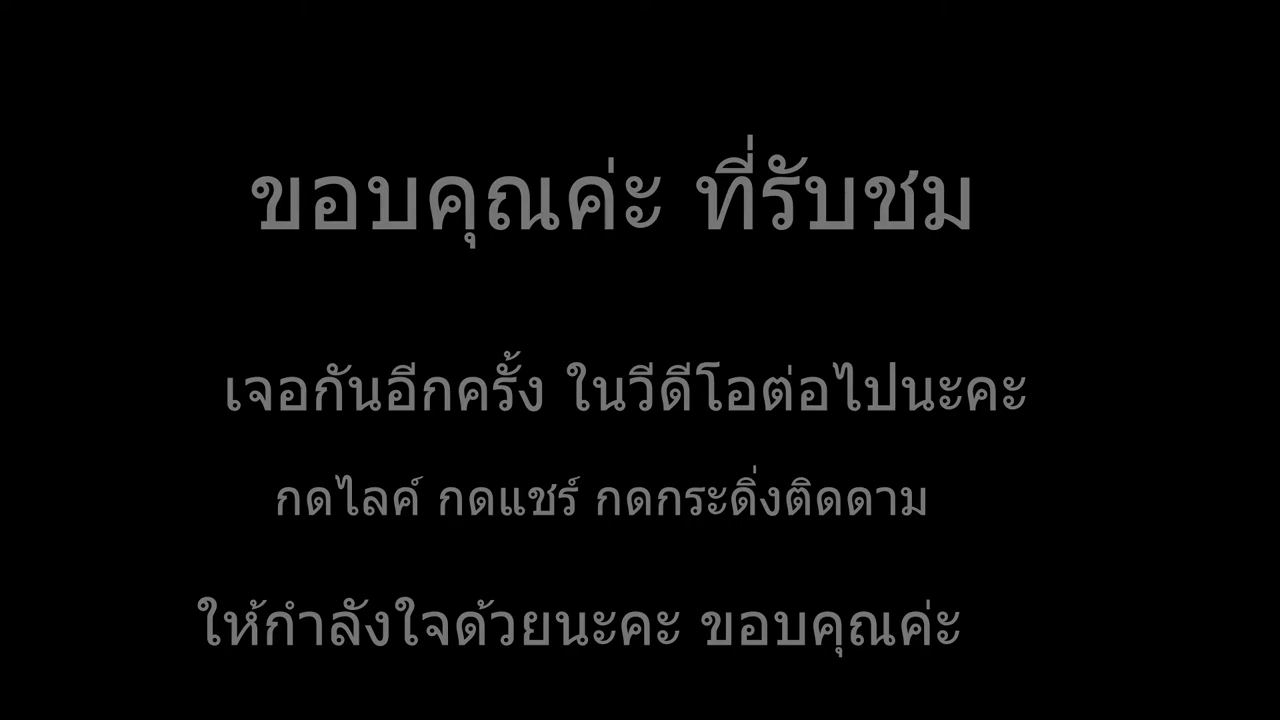 ขอบคุณค่ะ ที่รับชม
เจอกันอีกครั้ง ในวีดีโอต่อไปนะคะ
กดไลค์ กดแชร์ กดกระดิ่งติดดาม
ให้กำลังใจด้วยนะคะ ขอบคุณค่ะ